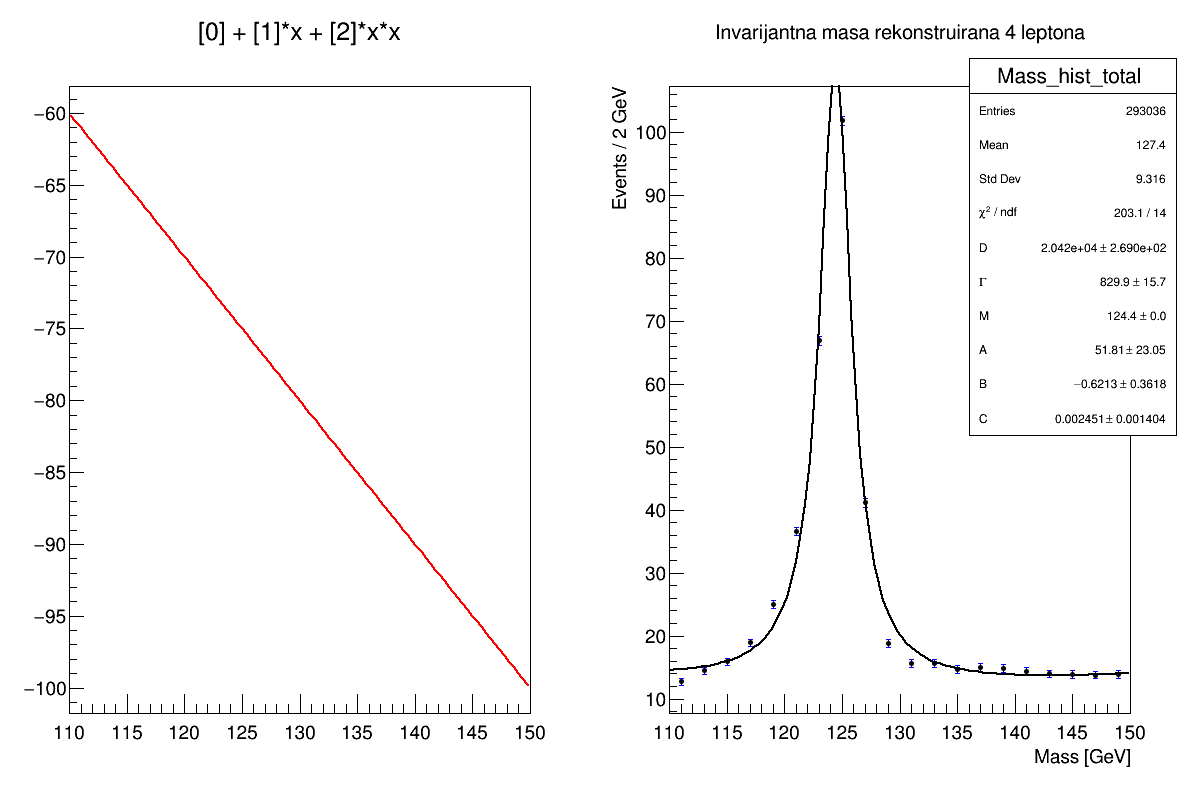 [0] + [1]*x + [2]*x*x
−60
−65
−70
−75
−80
−85
−90
−95
−100
110 115 120 125 130 135 140 145 150
Invarijantna masa rekonstruirana 4 leptona
Events / 2 GeV
100
90
80
70
60
50
40
30
20
10
110 115 120 125 130 135 140 145 150
Mass [GeV]
Mass_hist_total
Entries 293036
Mean 127.4
Std Dev 9.316
χ² / ndf 203.1 / 14
D 2.042e+04 ± 2.690e+02
Γ 829.9 ± 15.7
M 124.4 ± 0.0
A 51.81 ± 23.05
B −0.6213 ± 0.3618
C 0.002451 ± 0.001404